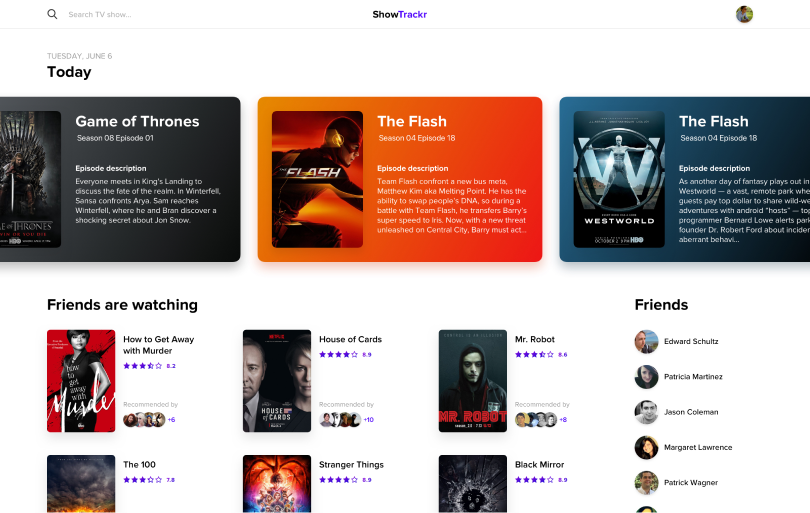 Search TV show...
ShowTrackr
TUESDAY, JUNE 6
Today
Game of Thrones
Season 08 Episode 01
Episode description
Everyone meets in King's Landing to
discuss the fate of the realm. In Winterfell,
Sansa confronts Arya. Sam reaches
Winterfell, where he and Bran discover a
shocking secret about Jon Snow.
THRONES
HBO
The Flash
Season 04 Episode 18
Episode description
Team Flash confront a new bus meta,
Matthew Kim aka Melting Point. He has the
ability to swap people's DNA, so during a
battle with Team Flash, he transfers Barry's
super speed to Iris. Now, with a new threat
unleashed on Central City, Barry must act...
THE FLASH
The Flash
Season 04 Episode 18
Episode description
As another day of fantasy plays out in
Westworld — a vast, remote park where
guests pay top dollar to share wild-we
adventures with android "hosts" — top
programmer Bernard Lowe alerts park
founder Dr. Robert Ford about inciden
aberrant behavi...
WESTWORLD
OCTOBER 2 9PM HBO
Friends are watching
How to Get Away
with Murder
8.2
Recommended by
+6
how
to
get
away
with
Murder
House of Cards
8.9
Recommended by
+10
NETFLIX
HOUSE
of CARDS
Mr. Robot
8.6
Recommended by
+8
MR. ROBOT
The 100
7.8
Stranger Things
8.9
Black Mirror
8.9
Friends
Edward Schultz
Patricia Martinez
Jason Coleman
Margaret Lawrence
Patrick Wagner